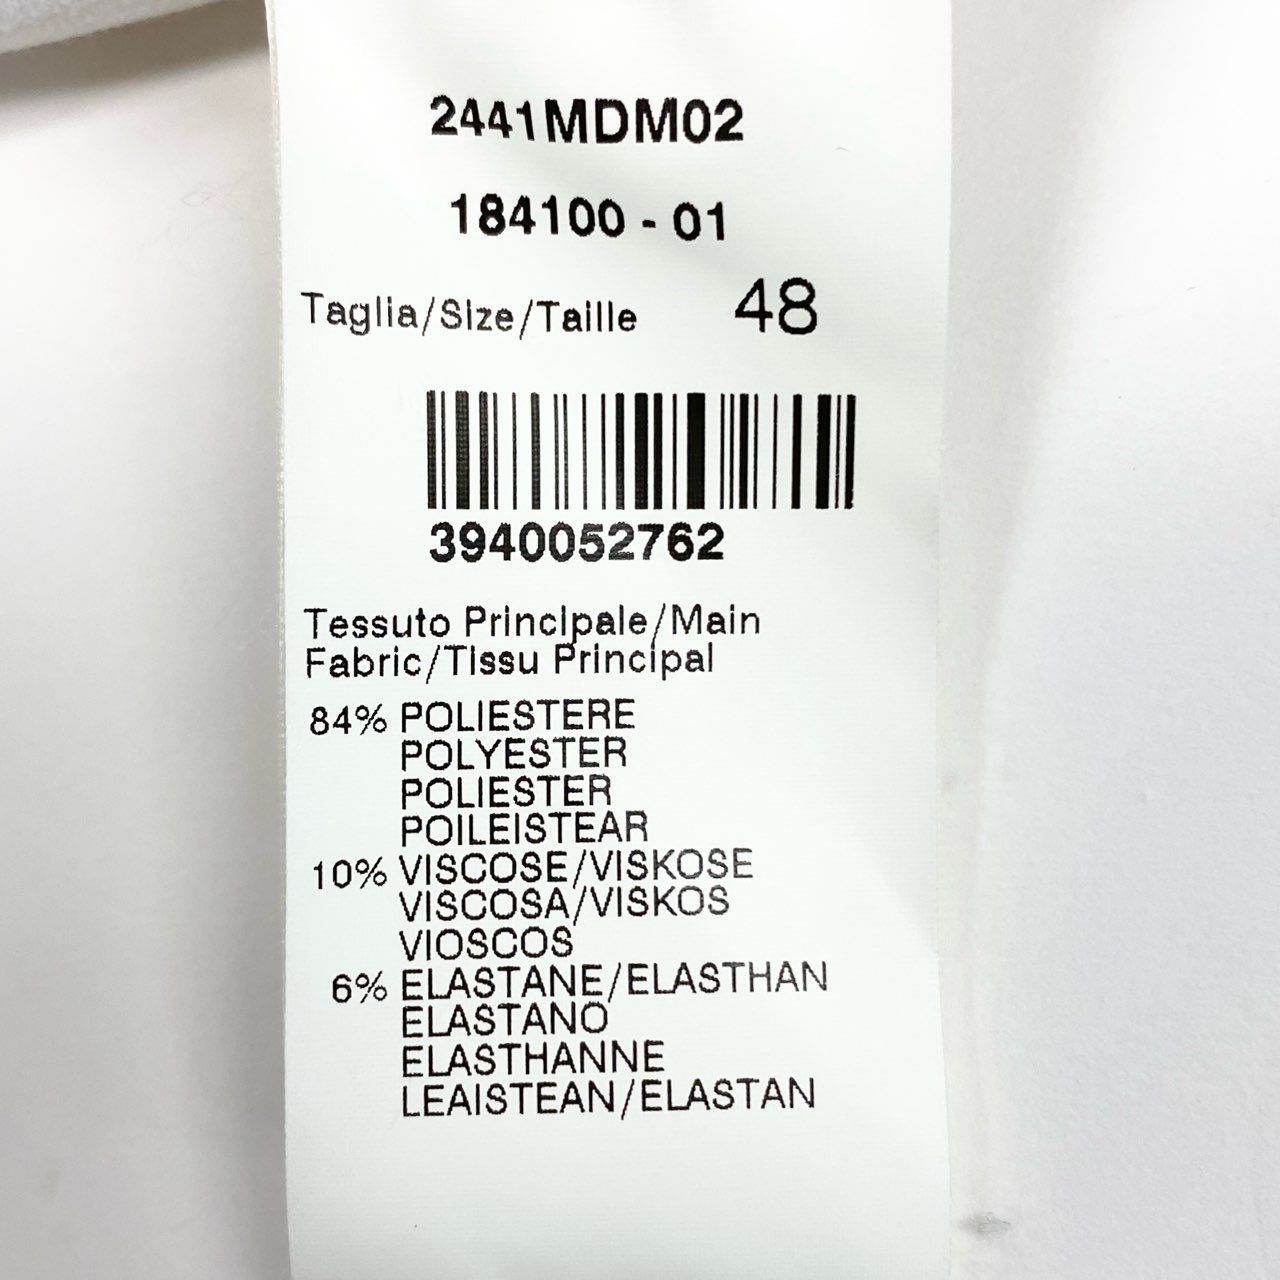 2441MDM02
184100 - 01
Taglia/Size/Taille 48
3940052762
Tessuto Principale/Main
Fabric/Tissu Principal
84% POLIESTERE
POLYESTER
POLIESTER
POILEISTEAR
10% VISCOSE/VISKOSE
VISCOSA/VISKOS
VIOSCOS
6% ELASTANE/ELASTHAN
ELASTANO
ELASTHANNE
LEAISTEAN/ELASTAN